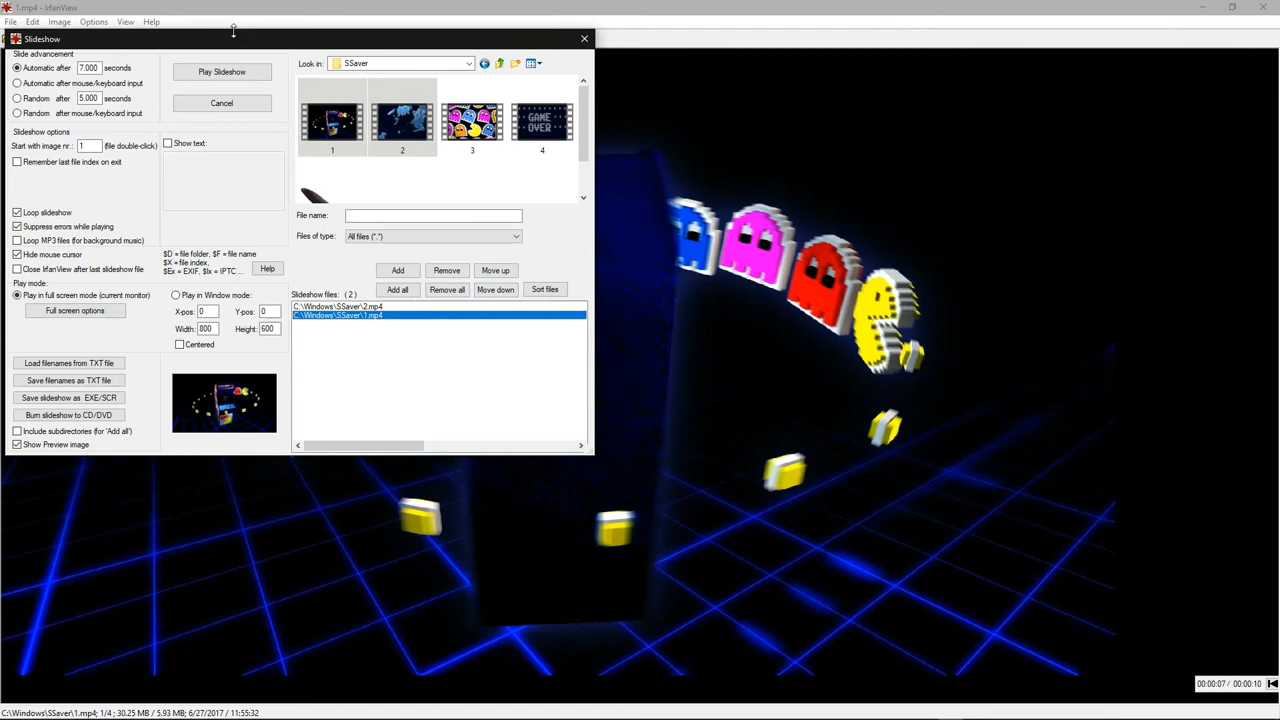 1.mp4 - IrfanView
File Edit Image Options View Help
Slideshow
Slide advancement
Automatic after 7.000 seconds
Automatic after mouse/keyboard input
Random after 5.000 seconds
Random after mouse/keyboard input
Play Slideshow
Cancel
Slideshow options
Start with image nr.: 1 (file double-click)
Remember last file index on exit
Show text:
Loop slideshow
Suppress errors while playing
Loop MP3 files (for background music)
Hide mouse cursor
Close IrfanView after last slideshow file
$D = file folder, $F = file name
$X = file index,
$Ex = EXIF, $Ix = IPTC ...
Help
Play mode:
Play in full screen mode (current monitor)
Full screen options
Play in Window mode:
X-pos: 0 Y-pos: 0
Width: 800 Height: 600
Centered
Load filenames from TXT file
Save filenames as TXT file
Save slideshow as EXE/SCR
Burn slideshow to CD/DVD
Include subdirectories (for 'Add all')
Show Preview image
Look in: SSaver
GAME
OVER
1 2 3 4
File name:
Files of type: All files (*.*)
Add Remove Move up
Add all Remove all Move down Sort files
Slideshow files: ( 2 )
C:\Windows\SSaver\2.mp4
C:\Windows\SSaver\1.mp4
00:00:07 / 00:00:10
C:\Windows\SSaver\1.mp4; 1/4 ; 30.25 MB / 5.93 MB; 6/27/2017 / 11:55:32